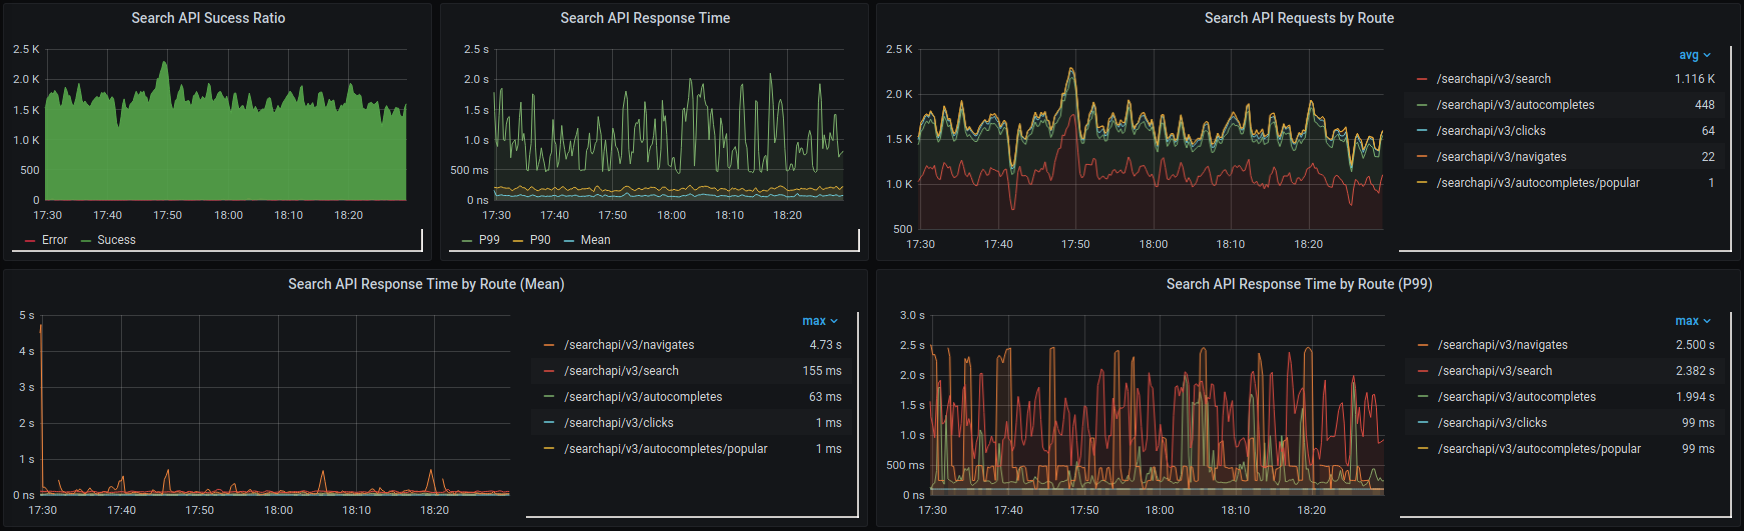 Search API Sucess Ratio
2.5 K
2.0 K
1.5 K
1.0 K
500
0
17:30 17:40 17:50 18:00 18:10 18:20
Error Sucess
Search API Response Time
2.5 s
2.0 s
1.5 s
1.0 s
500 ms
0 ns
17:30 17:40 17:50 18:00 18:10 18:20
P99 P90 Mean
Search API Requests by Route
2.5 K
2.0 K
1.5 K
1.0 K
500
17:30 17:40 17:50 18:00 18:10 18:20
avg
/searchapi/v3/search 1.116 K
/searchapi/v3/autocompletes 448
/searchapi/v3/clicks 64
/searchapi/v3/navigates 22
/searchapi/v3/autocompletes/popular 1
Search API Response Time by Route (Mean)
5 s
4 s
3 s
2 s
1 s
0 ns
17:30 17:40 17:50 18:00 18:10 18:20
max
/searchapi/v3/navigates 4.73 s
/searchapi/v3/search 155 ms
/searchapi/v3/autocompletes 63 ms
/searchapi/v3/clicks 1 ms
/searchapi/v3/autocompletes/popular 1 ms
Search API Response Time by Route (P99)
3.0 s
2.5 s
2.0 s
1.5 s
1.0 s
500 ms
0 ns
17:30 17:40 17:50 18:00 18:10 18:20
max
/searchapi/v3/navigates 2.500 s
/searchapi/v3/search 2.382 s
/searchapi/v3/autocompletes 1.994 s
/searchapi/v3/clicks 99 ms
/searchapi/v3/autocompletes/popular 99 ms